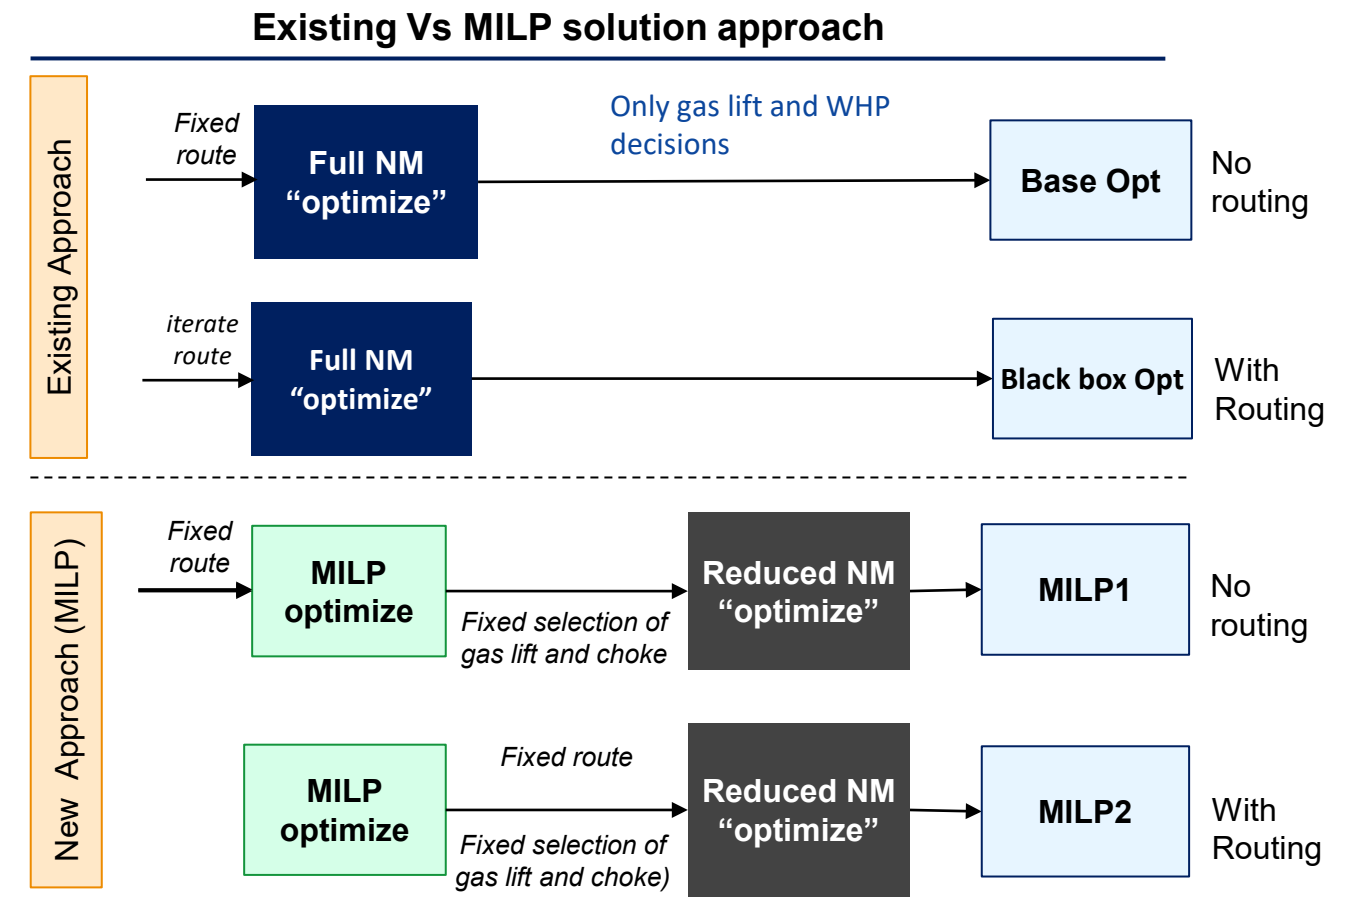 Existing Vs MILP solution approach
Existing Approach
Fixed
route
Full NM
“optimize”
Only gas lift and WHP
decisions
Base Opt
No
routing
iterate
route
Full NM
“optimize”
Black box Opt
With
Routing
New Approach (MILP)
Fixed
route
MILP
optimize
Fixed selection of
gas lift and choke
Reduced NM
“optimize”
MILP1
No
routing
MILP
optimize
Fixed route
Fixed selection of
gas lift and choke)
Reduced NM
“optimize”
MILP2
With
Routing